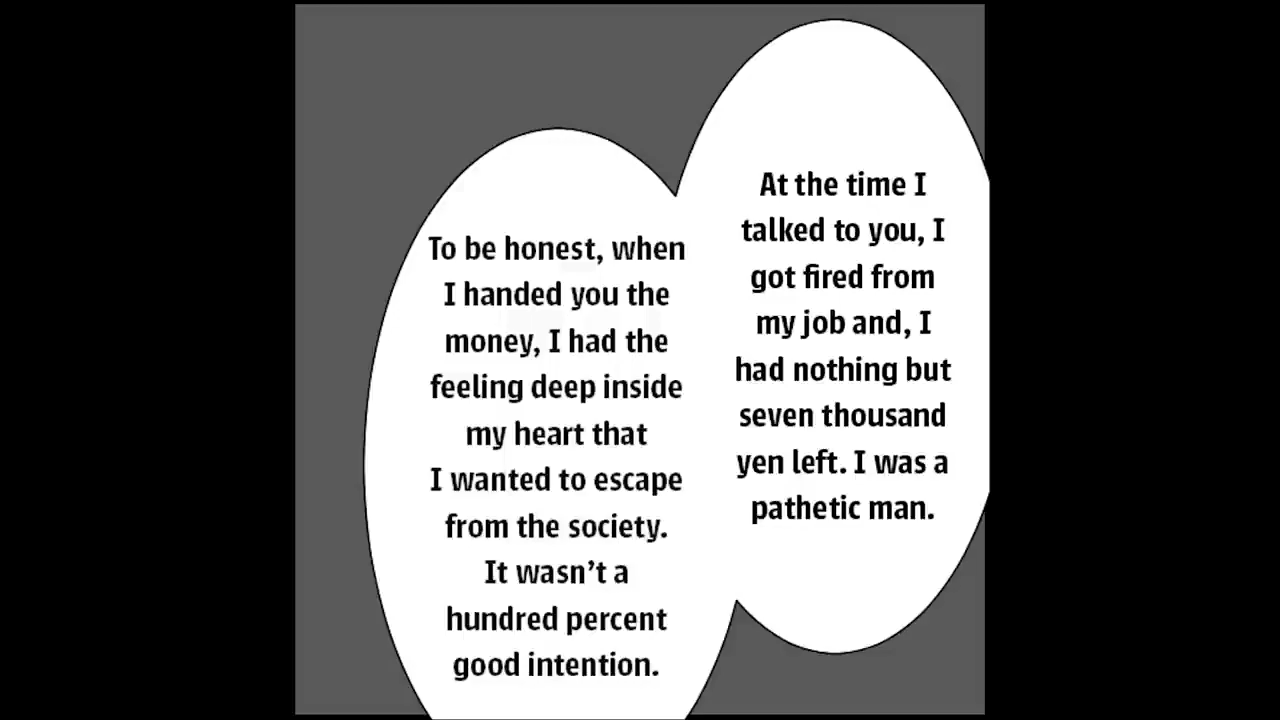 At the time I
talked to you, I
got fired from
my job and, I
had nothing but
seven thousand
yen left. I was a
pathetic man.
To be honest, when
I handed you the
money, I had the
feeling deep inside
my heart that
I wanted to escape
from the society.
It wasn't a
hundred percent
good intention.